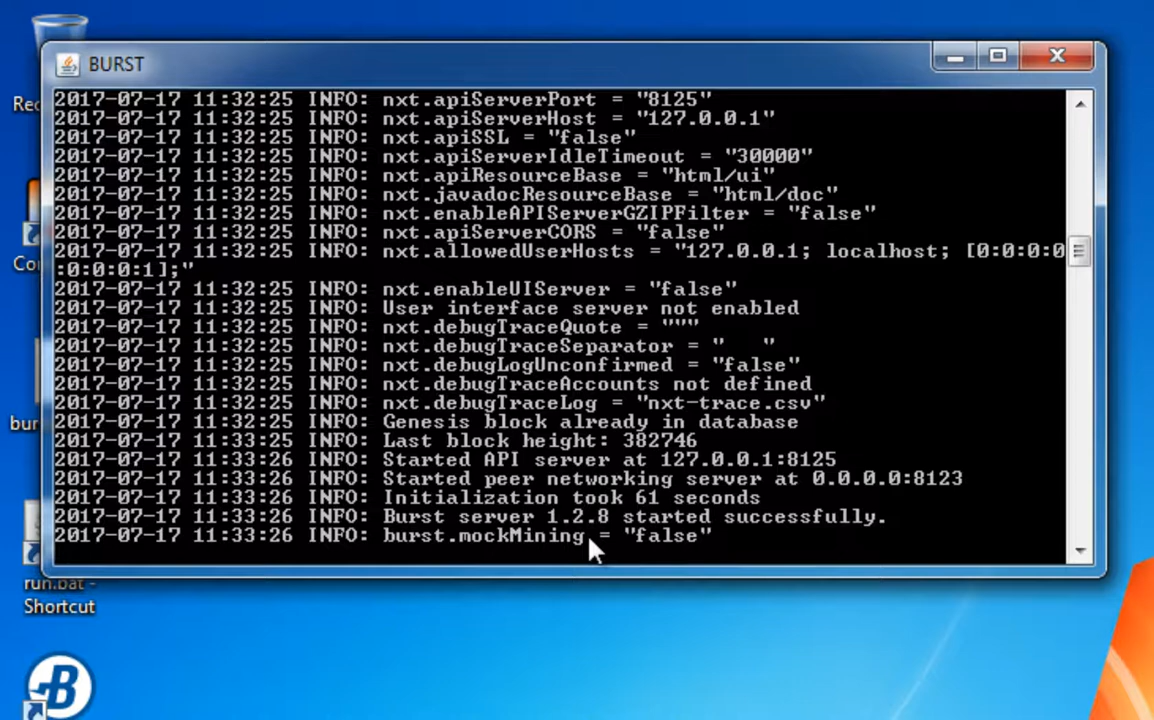 BURST
2017-07-17 11:32:25 INFO: nxt.apiServerPort = "8125"
2017-07-17 11:32:25 INFO: nxt.apiServerHost = "127.0.0.1"
2017-07-17 11:32:25 INFO: nxt.apiSSL = "false"
2017-07-17 11:32:25 INFO: nxt.apiServerIdleTimeout = "30000"
2017-07-17 11:32:25 INFO: nxt.apiResourceBase = "html/ui"
2017-07-17 11:32:25 INFO: nxt.javadocResourceBase = "html/doc"
2017-07-17 11:32:25 INFO: nxt.enableAPIServerGZIPFilter = "false"
2017-07-17 11:32:25 INFO: nxt.apiServerCORS = "false"
2017-07-17 11:32:25 INFO: nxt.allowedUserHosts = "127.0.0.1; localhost; [0:0:0:0
:0:0:0:1];"
2017-07-17 11:32:25 INFO: nxt.enableUIServer = "false"
2017-07-17 11:32:25 INFO: User interface server not enabled
2017-07-17 11:32:25 INFO: nxt.debugTraceQuote = """
2017-07-17 11:32:25 INFO: nxt.debugTraceSeparator = "   "
2017-07-17 11:32:25 INFO: nxt.debugLogUnconfirmed = "false"
2017-07-17 11:32:25 INFO: nxt.debugTraceAccounts not defined
2017-07-17 11:32:25 INFO: nxt.debugTraceLog = "nxt-trace.csv"
2017-07-17 11:32:25 INFO: Genesis block already in database
2017-07-17 11:33:25 INFO: Last block height: 382746
2017-07-17 11:33:26 INFO: Started API server at 127.0.0.1:8125
2017-07-17 11:33:26 INFO: Started peer networking server at 0.0.0.0:8123
2017-07-17 11:33:26 INFO: Initialization took 61 seconds
2017-07-17 11:33:26 INFO: Burst server 1.2.8 started successfully.
2017-07-17 11:33:26 INFO: burst.mockMining = "false"
Rec
Co
bur
run.bat -
Shortcut